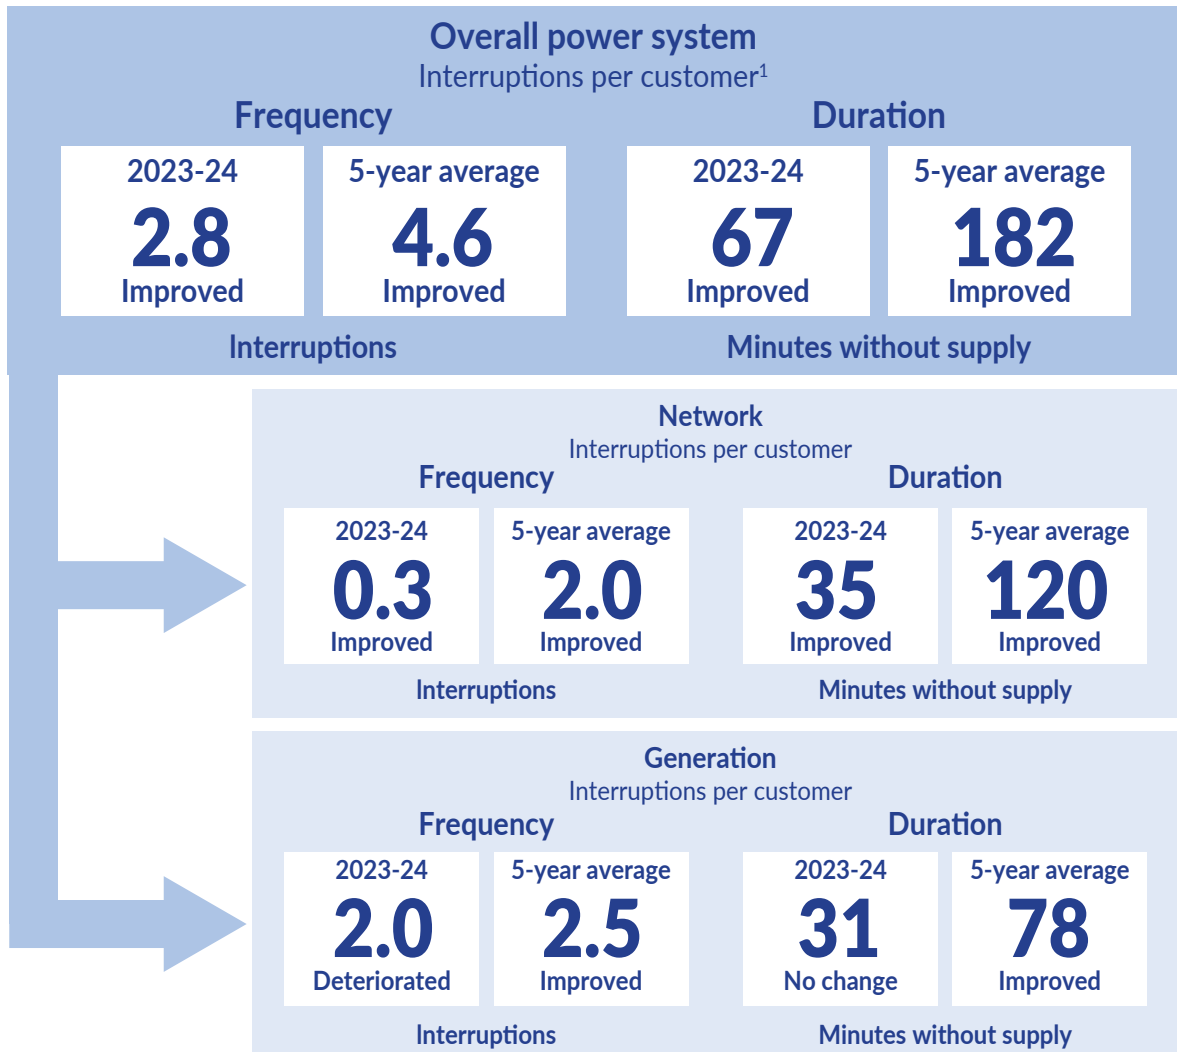 Overall power system
Interruptions per customer¹
Frequency
Duration
2023-24
5-year average
2023-24
5-year average
2.8
4.6
67
182
Improved
Improved
Improved
Improved
Interruptions
Minutes without supply
Network
Interruptions per customer
Frequency
Duration
2023-24
5-year average
2023-24
5-year average
0.3
2.0
35
120
Improved
Improved
Improved
Improved
Interruptions
Minutes without supply
Generation
Interruptions per customer
Frequency
Duration
2023-24
5-year average
2023-24
5-year average
2.0
2.5
31
78
Deteriorated
Improved
No change
Improved
Interruptions
Minutes without supply